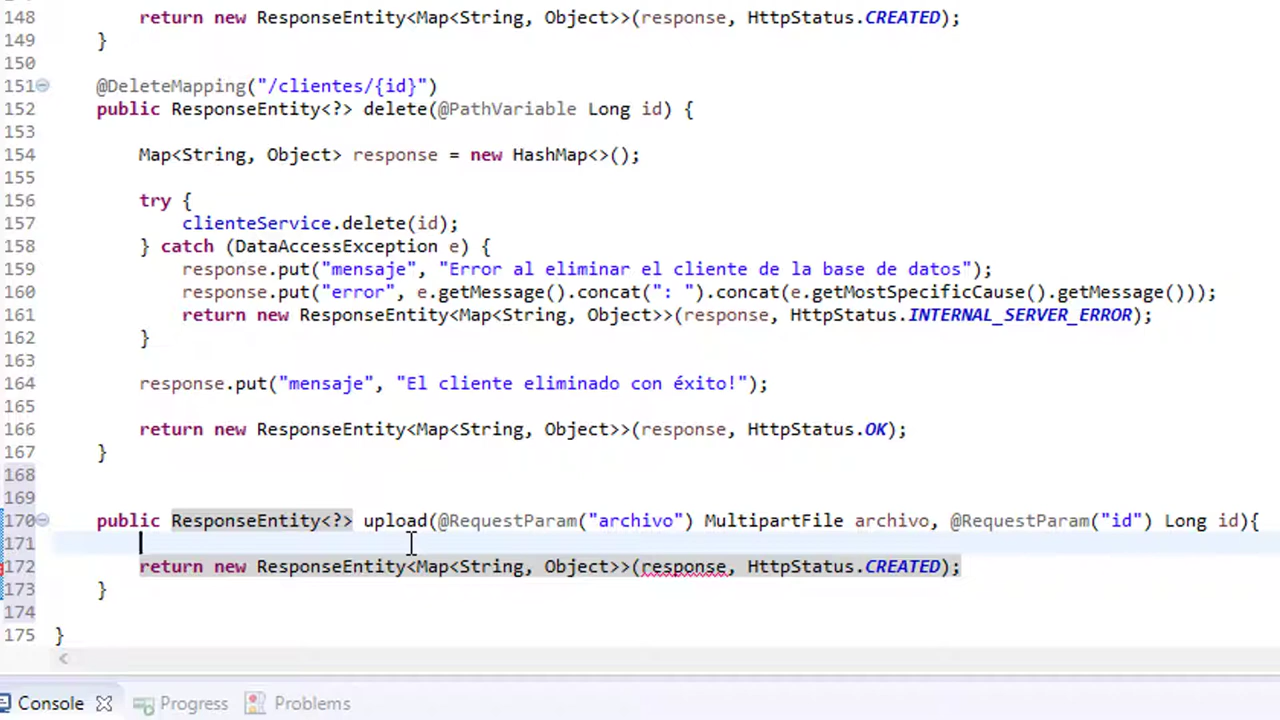 148 return new ResponseEntity<Map<String, Object>>(response, HttpStatus.CREATED);
149 }
150
151 @DeleteMapping("/clientes/{id}")
152 public ResponseEntity<?> delete(@PathVariable Long id) {
153
154 Map<String, Object> response = new HashMap<>();
155
156 try {
157 clienteService.delete(id);
158 } catch (DataAccessException e) {
159 response.put("mensaje", "Error al eliminar el cliente de la base de datos");
160 response.put("error", e.getMessage().concat(": ").concat(e.getMostSpecificCause().getMessage()));
161 return new ResponseEntity<Map<String, Object>>(response, HttpStatus.INTERNAL_SERVER_ERROR);
162 }
163
164 response.put("mensaje", "El cliente eliminado con éxito!");
165
166 return new ResponseEntity<Map<String, Object>>(response, HttpStatus.OK);
167 }
168
169
170 public ResponseEntity<?> upload(@RequestParam("archivo") MultipartFile archivo, @RequestParam("id") Long id){
171
172 return new ResponseEntity<Map<String, Object>>(response, HttpStatus.CREATED);
173 }
174
175 }
Console Progress Problems